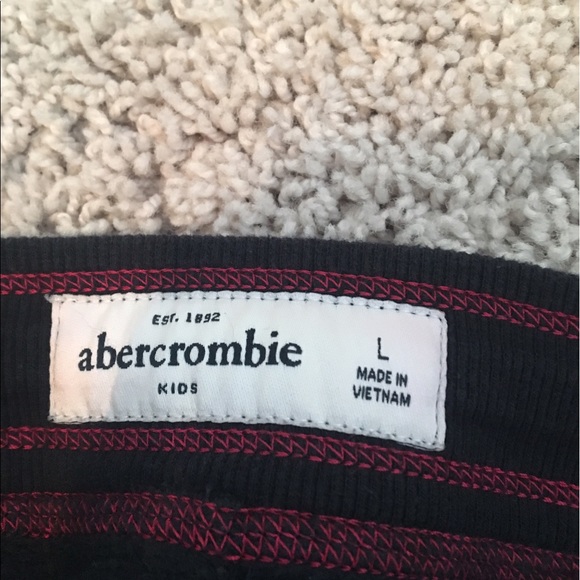 EST. 1892
abercrombie
KIDS
L
MADE IN
VIETNAM